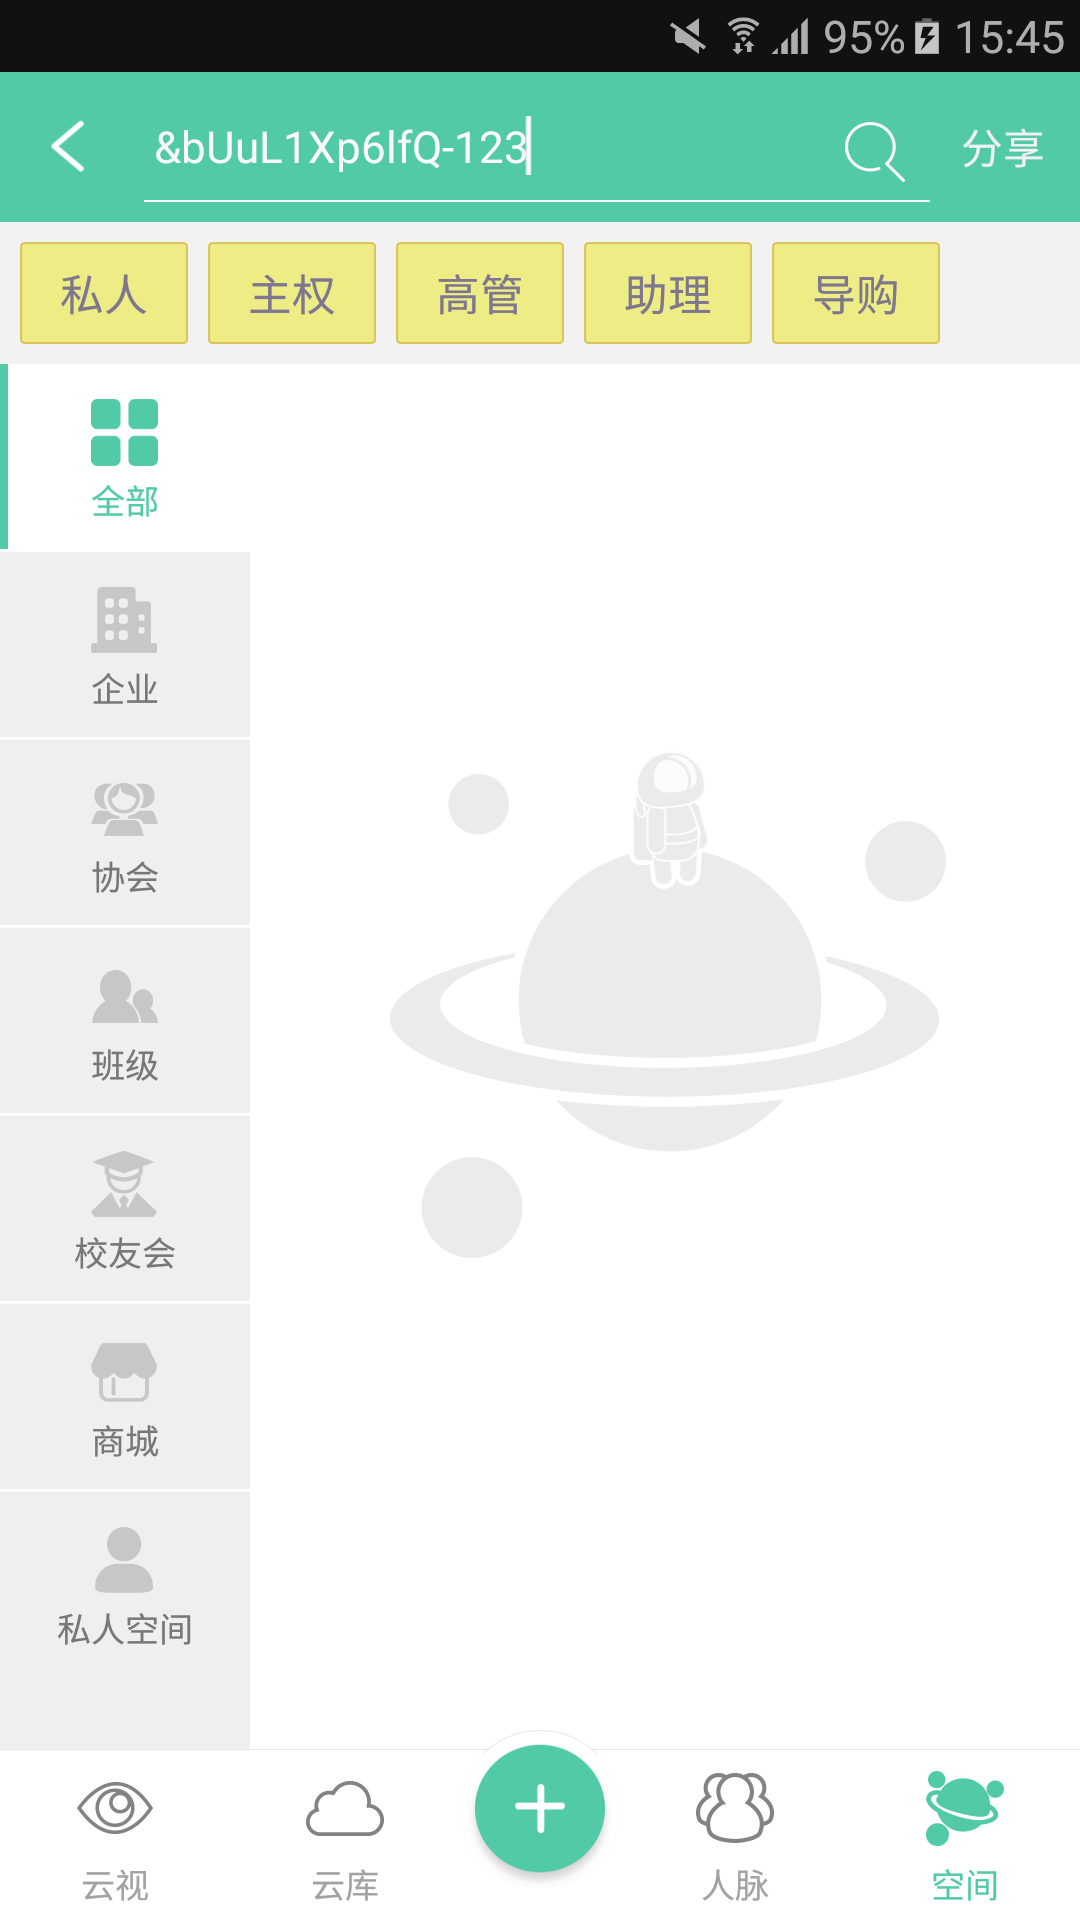 95% 15:45
&bUuL1Xp6lfQ-123 分享
私人 主权 高管 助理 导购
全部
企业
协会
班级
校友会
商城
私人空间
云视 云库 人脉 空间